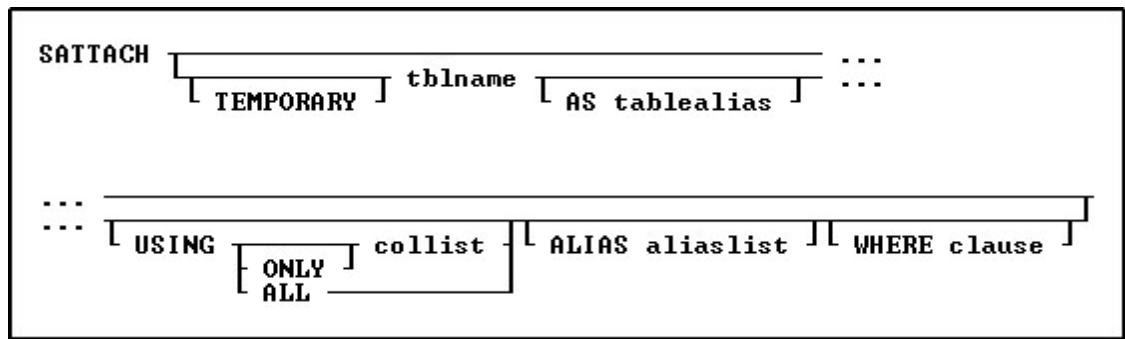 SATTACH ...
TEMPORARY tblname AS tablealias ...
...
... USING ONLY collist ALIAS aliaslist WHERE clause
ALL